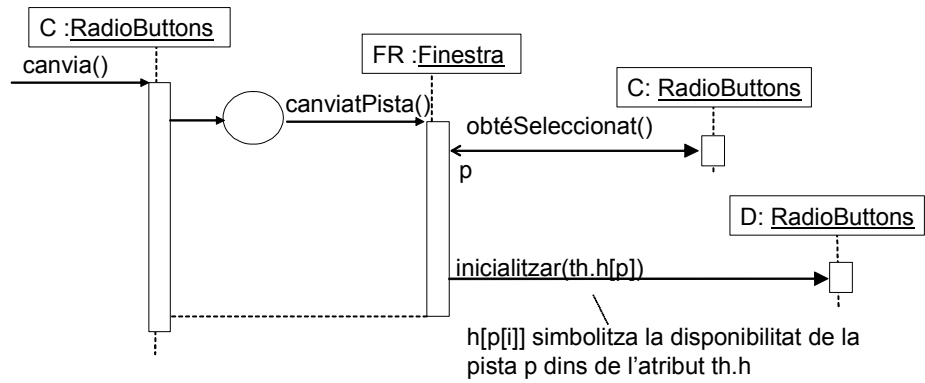 C :RadioButtons
canvia()
FR :Finestra
canviatPista()
C: RadioButtons
obtéSeleccionat()
p
D: RadioButtons
inicialitzar(th.h[p])
h[p[i]] simbolitza la disponibilitat de la
pista p dins de l'atribut th.h